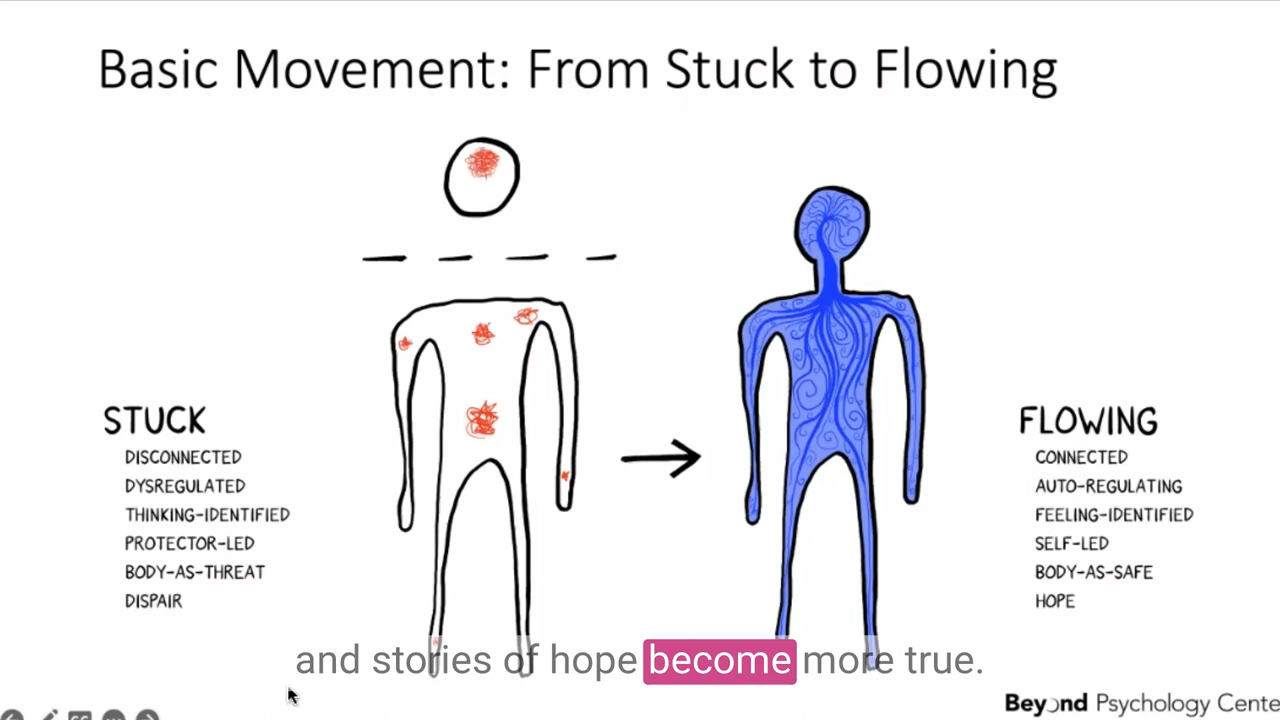 Basic Movement: From Stuck to Flowing
STUCK
DISCONNECTED
DYSREGULATED
THINKING-IDENTIFIED
PROTECTOR-LED
BODY-AS-THREAT
DISPAIR
FLOWING
CONNECTED
AUTO-REGULATING
FEELING-IDENTIFIED
SELF-LED
BODY-AS-SAFE
HOPE
and stories of hope become more true.
Beyond Psychology Cente